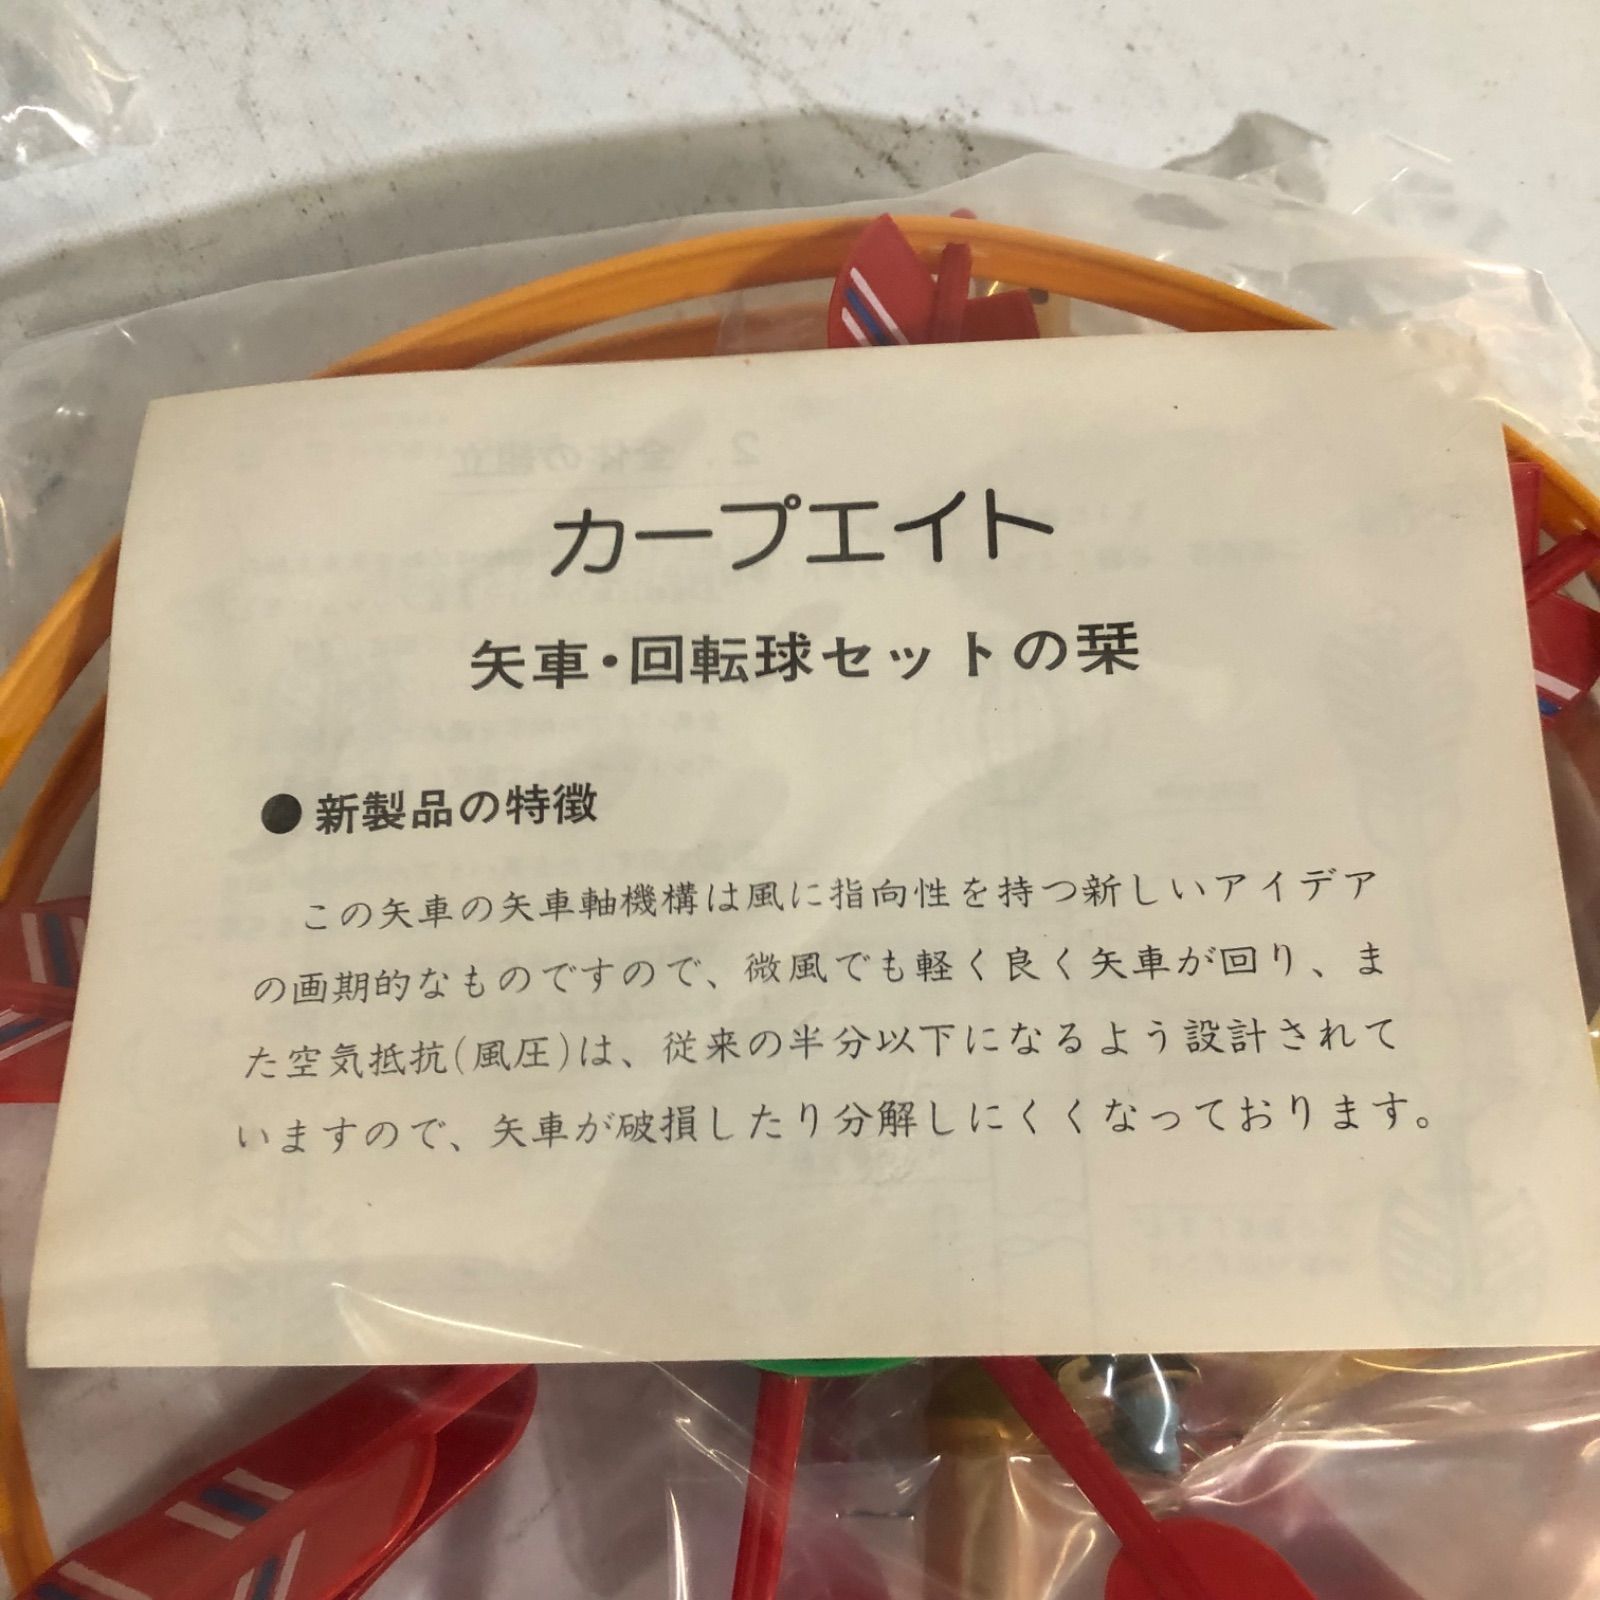 カープエイト
矢車・回転球セットの栞
●新製品の特徴
この矢車の矢車軸機構は風に指向性を持つ新しいアイデア
の画期的なものですので、微風でも軽く良く矢車が回り、ま
た空気抵抗(風圧)は、従来の半分以下になるよう設計されて
いますので、矢車が破損したり分解しにくくなっております。